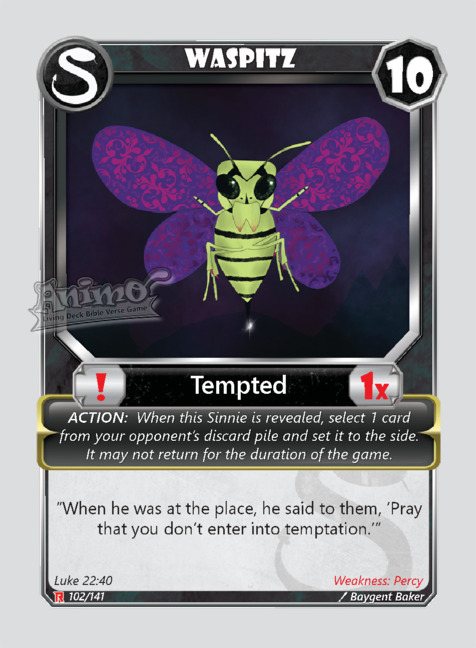 S
WASPITZ
10
Animo
Living Deck Bible Verse Game
!
Tempted
1x
ACTION: When this Sinnie is revealed, select 1 card
from your opponent's discard pile and set it to the side.
It may not return for the duration of the game.
"When he was at the place, he said to them, 'Pray
that you don't enter into temptation.'"
Luke 22:40
Weakness: Percy
R 102/141
Baygent Baker